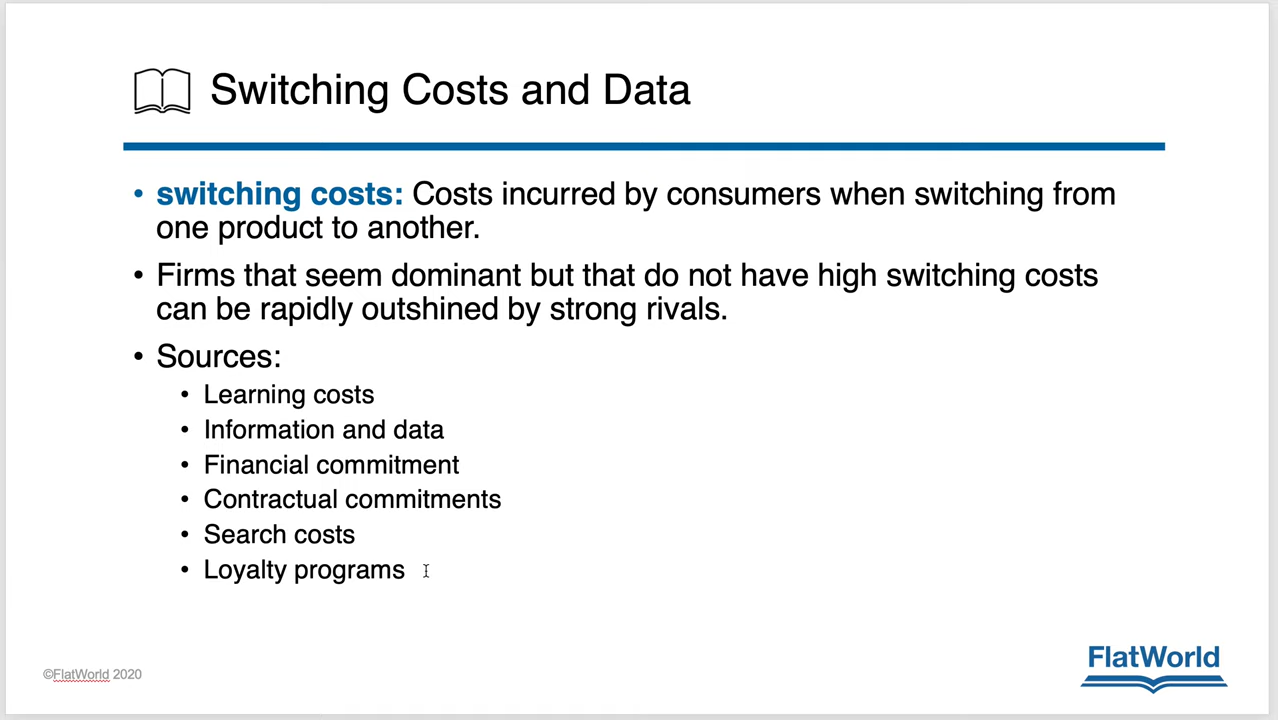 Switching Costs and Data
• switching costs: Costs incurred by consumers when switching from
one product to another.
• Firms that seem dominant but that do not have high switching costs
can be rapidly outshined by strong rivals.
• Sources:
• Learning costs
• Information and data
• Financial commitment
• Contractual commitments
• Search costs
• Loyalty programs
©FlatWorld 2020
FlatWorld